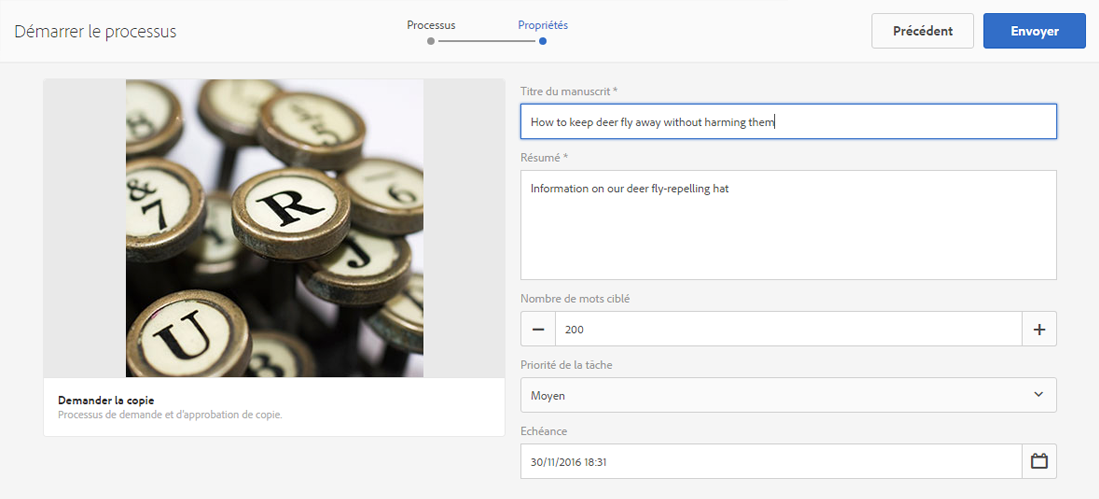 Démarrer le processus
Processus
Propriétés
Précédent
Envoyer
Titre du manuscrit *
How to keep deer fly away without harming them
Résumé *
Information on our deer fly-repelling hat
Nombre de mots ciblé
200
Priorité de la tâche
Moyen
Echéance
30/11/2016 18:31
&
7
R
6
J
U
Demander la copie
Processus de demande et d'approbation de copie.